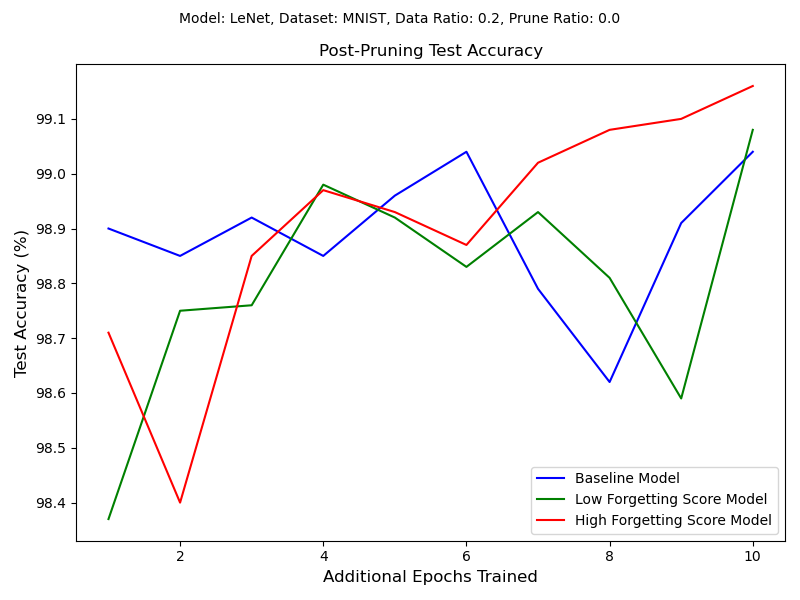 Model: LeNet, Dataset: MNIST, Data Ratio: 0.2, Prune Ratio: 0.0
Post-Pruning Test Accuracy
Test Accuracy (%)
99.1
99.0
98.9
98.8
98.7
98.6
98.5
98.4
Baseline Model
Low Forgetting Score Model
High Forgetting Score Model
2
4
6
8
10
Additional Epochs Trained